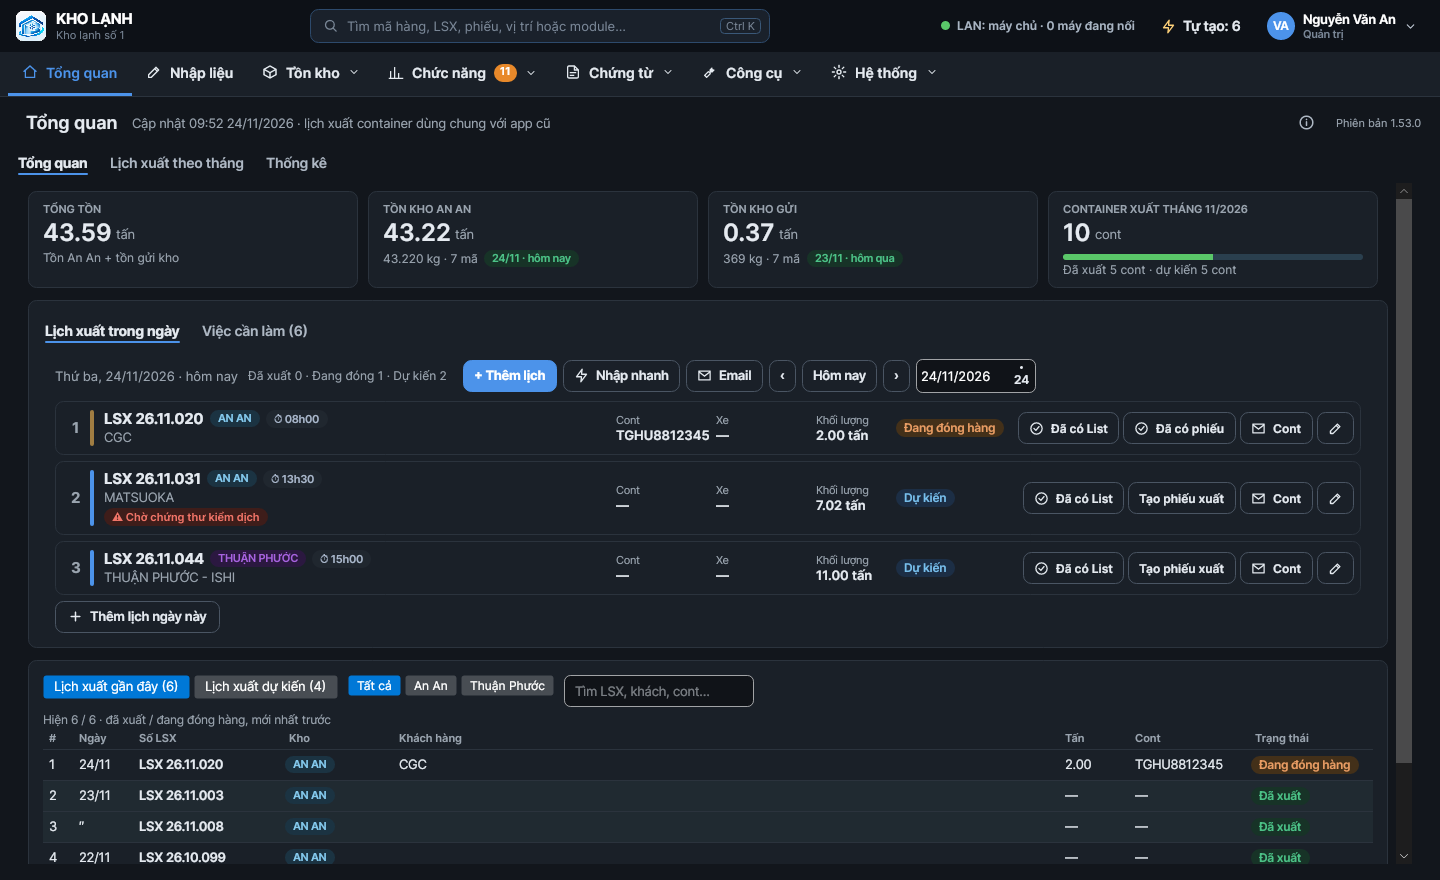 KHO LẠNH
Kho lạnh số 1
Tìm mã hàng, LSX, phiếu, vị trí hoặc module...
Ctrl K
LAN: máy chủ · 0 máy đang nối
Tự tạo: 6
VA
Nguyễn Văn An
Quản trị
Tổng quan
Nhập liệu
Tồn kho
Chức năng 11
Chứng từ
Công cụ
Hệ thống
Tổng quan
Cập nhật 09:52 24/11/2026 · lịch xuất container dùng chung với app cũ
Phiên bản 1.53.0
Tổng quan
Lịch xuất theo tháng
Thống kê
TỔNG TỒN
43.59 tấn
Tồn An An + tồn gửi kho
TỒN KHO AN AN
43.22 tấn
43.220 kg · 7 mã 24/11 · hôm nay
TỒN KHO GỬI
0.37 tấn
369 kg · 7 mã 23/11 · hôm qua
CONTAINER XUẤT THÁNG 11/2026
10 cont
Đã xuất 5 cont · dự kiến 5 cont
Lịch xuất trong ngày
Việc cần làm (6)
Thứ ba, 24/11/2026 · hôm nay
Đã xuất 0 · Đang đóng 1 · Dự kiến 2
+ Thêm lịch
Nhập nhanh
Email
‹
Hôm nay
›
24/11/2026
24
1
LSX 26.11.020 AN AN 08h00
CGC
Cont
TGHU8812345
Xe
—
Khối lượng
2.00 tấn
Đang đóng hàng
Đã có List
Đã có phiếu
Cont
2
LSX 26.11.031 AN AN 13h30
MATSUOKA
Chờ chứng thư kiểm dịch
Cont
—
Xe
—
Khối lượng
7.02 tấn
Dự kiến
Đã có List
Tạo phiếu xuất
Cont
3
LSX 26.11.044 THUẬN PHƯỚC 15h00
THUẬN PHƯỚC - ISHI
Cont
—
Xe
—
Khối lượng
11.00 tấn
Dự kiến
Đã có List
Tạo phiếu xuất
Cont
+ Thêm lịch ngày này
Lịch xuất gần đây (6)
Lịch xuất dự kiến (4)
Tất cả
An An
Thuận Phước
Tìm LSX, khách, cont...
Hiện 6 / 6 · đã xuất / đang đóng hàng, mới nhất trước
# Ngày Số LSX Kho Khách hàng Tấn Cont Trạng thái
1 24/11 LSX 26.11.020 AN AN CGC 2.00 TGHU8812345 Đang đóng hàng
2 23/11 LSX 26.11.003 AN AN — — Đã xuất
3 〃 LSX 26.11.008 AN AN — — Đã xuất
4 22/11 LSX 26.10.099 AN AN — — Đã xuất